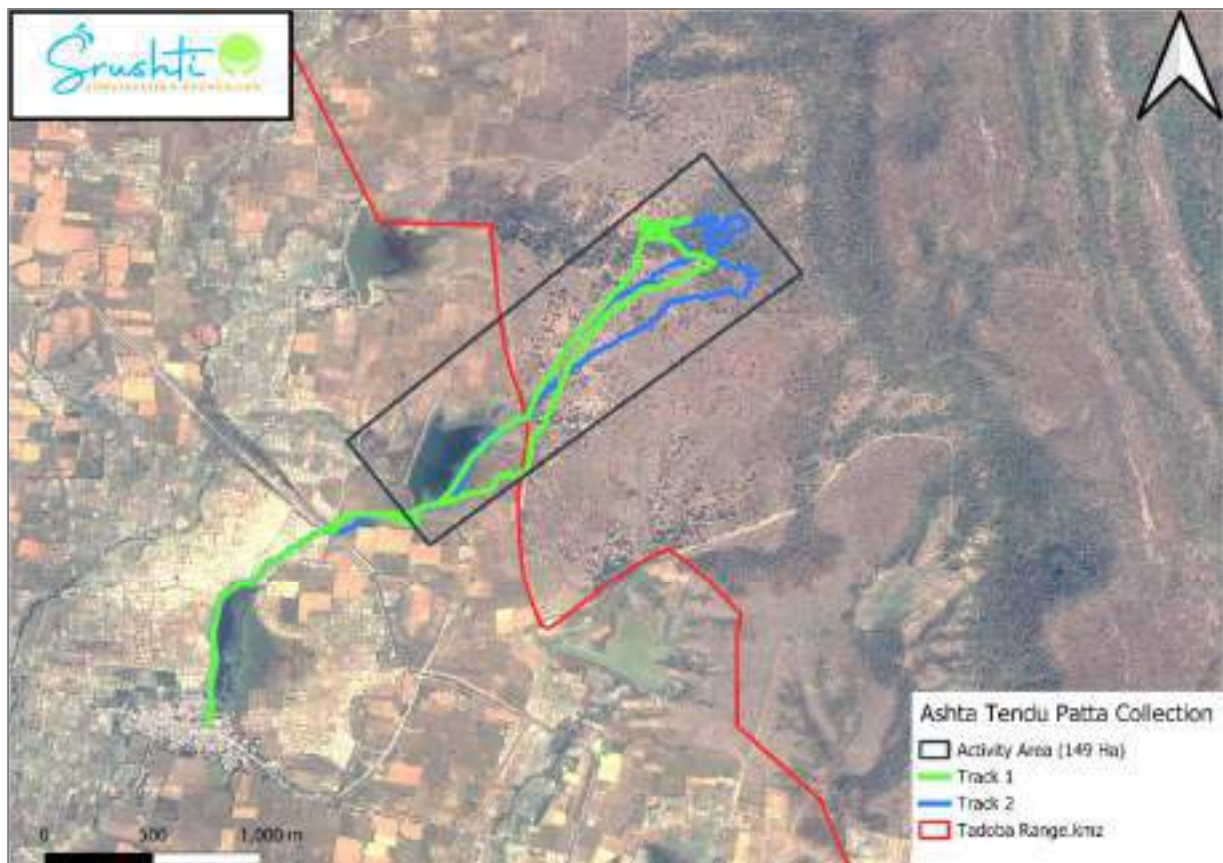 Srushti
Ashta Tendu Patta Collection
Activity Area (149 Ha)
Track 1
Track 2
Tadoba Range.kmz
0 500 1,000 m